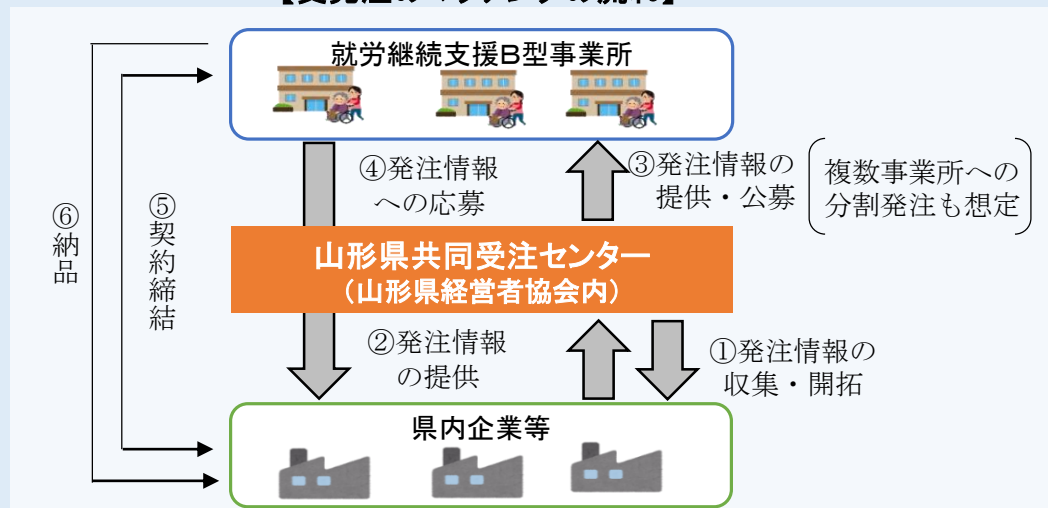 就労継続支援B型事業所
④発注情報
への応募
③発注情報の
提供・公募
複数事業所への
分割発注も想定
⑥納品
⑤契約締結
山形県共同受注センター
（山形県経営者協会内）
②発注情報
の提供
①発注情報の
収集・開拓
県内企業等